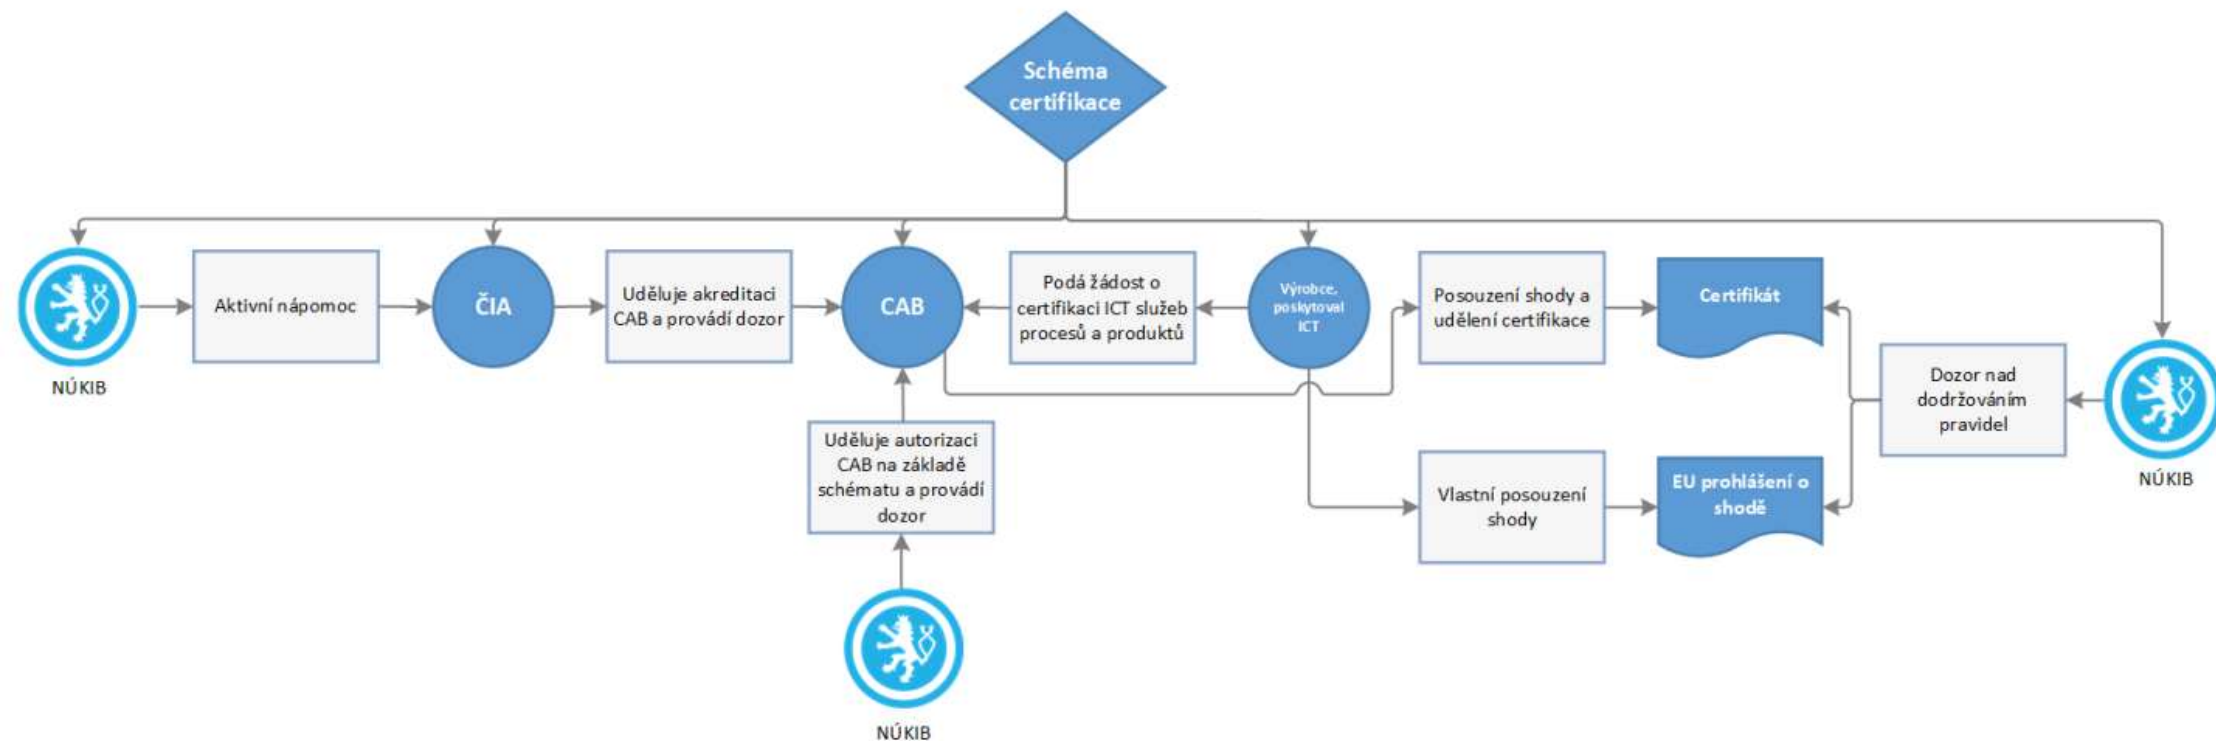 Schéma
certifikace
NÚKIB
Aktivní nápomoc
ČIA
Uděluje akreditaci
CAB a provádí dozor
CAB
Podá žádost o
certifikaci ICT služeb
procesů a produktů
Výrobce,
poskytoval
ICT
Posouzení shody a
udělení certifikace
Certifikát
Dozor nad
dodržováním
pravidel
NÚKIB
Uděluje autorizaci
CAB na základě
schématu a provádí
dozor
Vlastní posouzení
shody
EU prohlášení o
shodě
NÚKIB